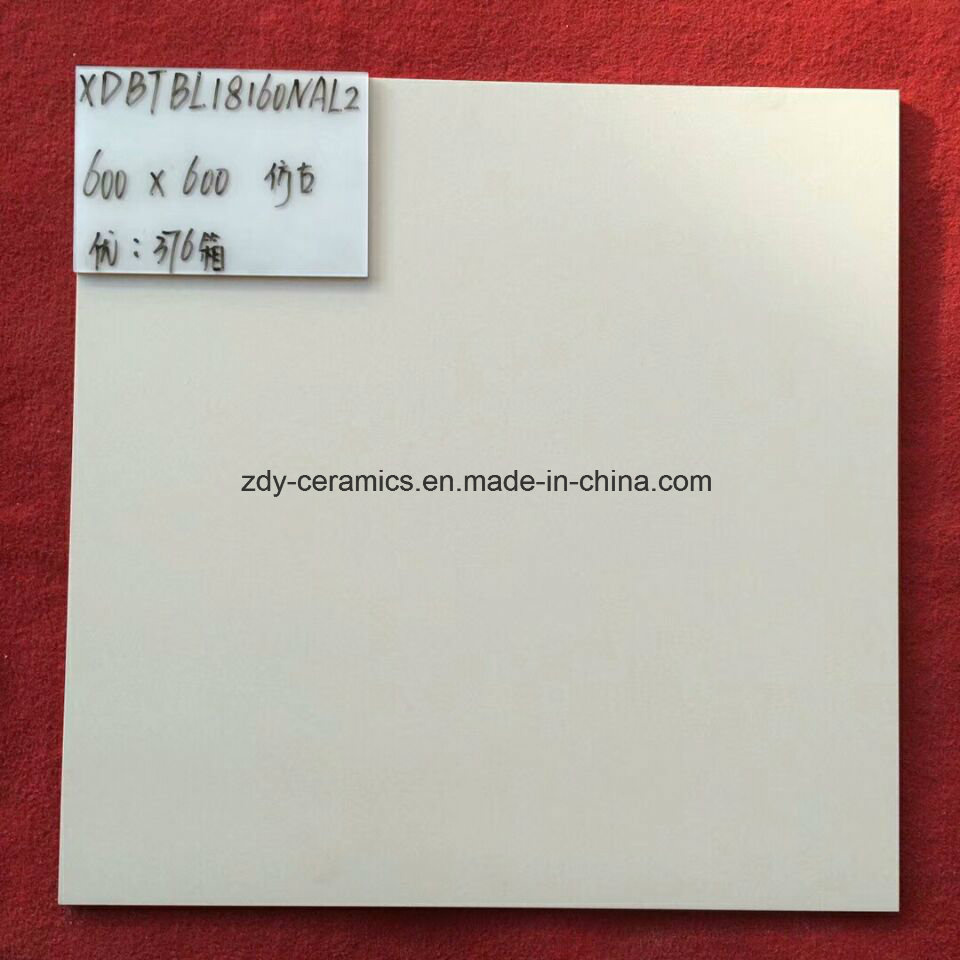 XDBTBL18160NAL2
600 x 600 仿古
优：376箱
zdy-ceramics.en.made-in-china.com